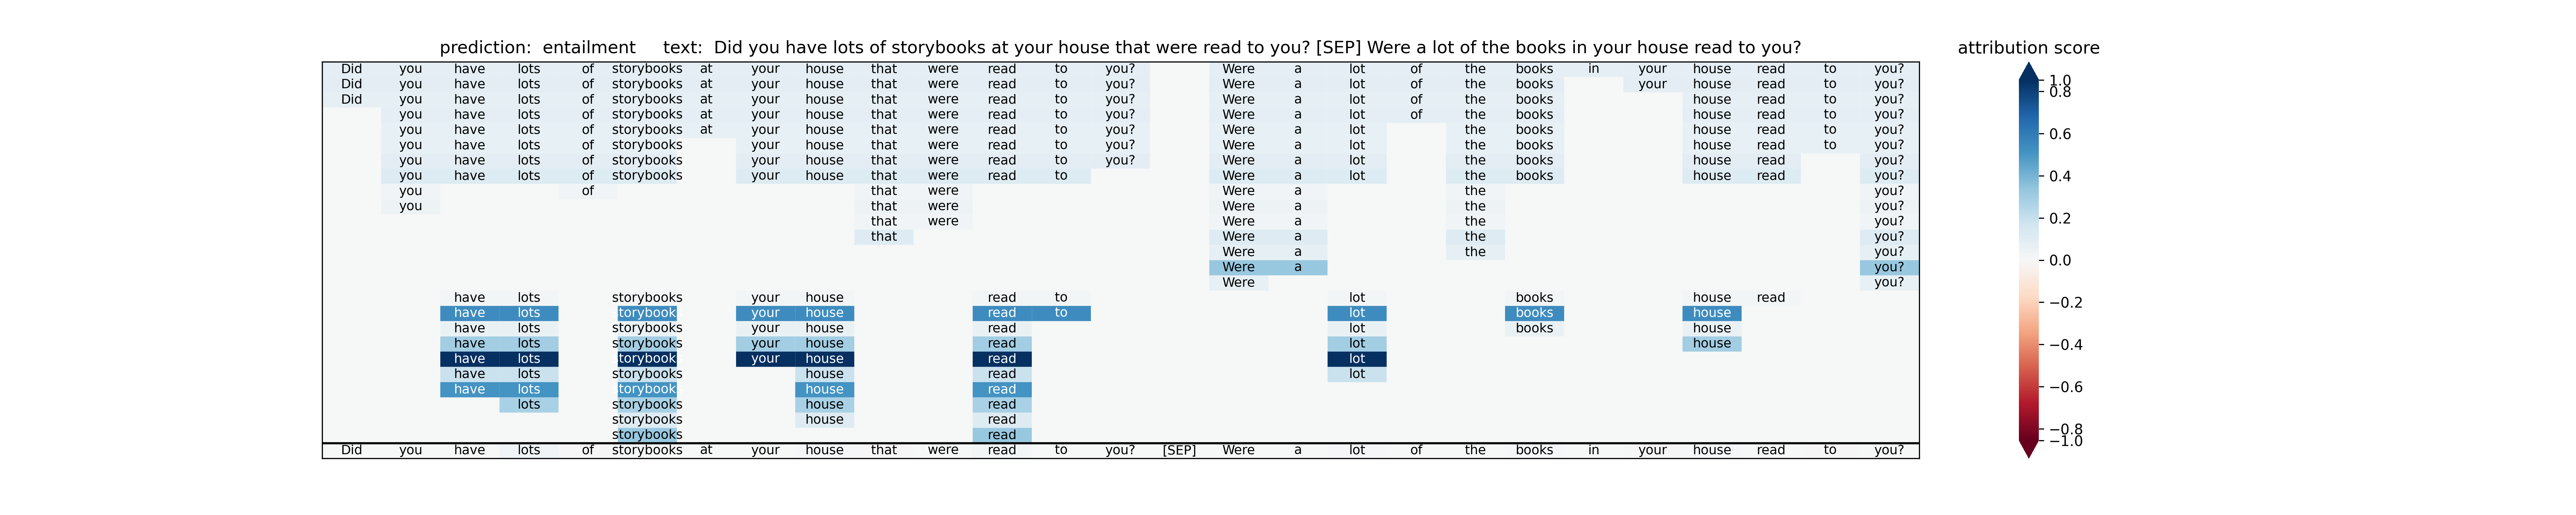 prediction:  entailment     text:  Did you have lots of storybooks at your house that were read to you? [SEP] Were a lot of the books in your house read to you?
attribution score
Did you have lots of storybooks at your house that were read to you? Were a lot of the books in your house read to you?
Did you have lots of storybooks at your house that were read to you? Were a lot of the books your house read to you?
Did you have lots of storybooks at your house that were read to you? Were a lot of the books house read to you?
you have lots of storybooks at your house that were read to you? Were a lot of the books house read to you?
you have lots of storybooks at your house that were read to you? Were a lot the books house read to you?
you have lots of storybooks your house that were read to you? Were a lot the books house read to you?
you have lots of storybooks your house that were read to you? Were a lot the books house read you?
you have lots of storybooks your house that were read to Were a lot the books house read you?
you of that were Were a the you?
you that were Were a the you?
that were Were a the you?
that Were a the you?
Were a the you?
Were a you?
Were you?
have lots storybooks your house read to lot books house read
have lots torybook your house read to lot books house
have lots storybooks your house read lot books house
have lots storybooks your house read lot house
have lots torybook your house read lot
have lots storybooks house read lot
have lots torybook house read
lots storybooks house read
storybooks house read
storybooks read
Did you have lots of storybooks at your house that were read to you? [SEP] Were a lot of the books in your house read to you?
1.0
0.8
0.6
0.4
0.2
0.0
−0.2
−0.4
−0.6
−0.8
−1.0